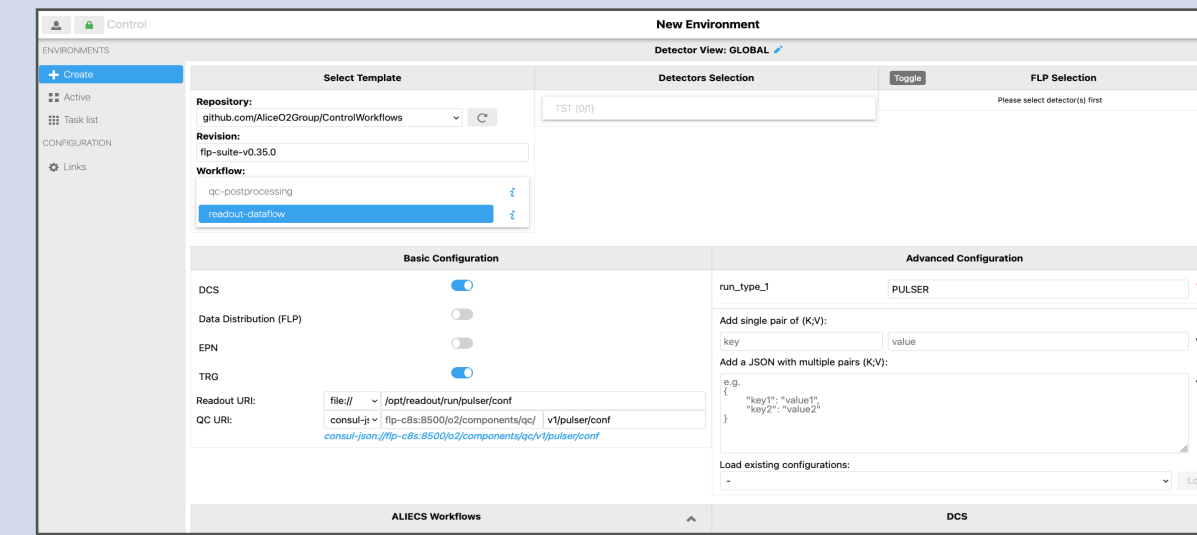 Control
New Environment
ENVIRONMENTS
Detector View: GLOBAL
Create
Active
Task list
CONFIGURATION
Links
Select Template
Repository:
github.com/AliceO2Group/ControlWorkflows
Revision:
flp-suite-v0.35.0
Workflow:
qc-postprocessing
readout-dataflow
Detectors Selection
TST (0/1)
Toggle
FLP Selection
Please select detector(s) first
Basic Configuration
DCS
Data Distribution (FLP)
EPN
TRG
Readout URI:
file://
/opt/readout/run/pulser/conf
QC URI:
consul-js
flp-c8s:8500/o2/components/qc/
v1/pulser/conf
consul-json://flp-c8s:8500/o2/components/qc/v1/pulser/conf
Advanced Configuration
run_type_1
PULSER
Add single pair of (K;V):
key
value
Add a JSON with multiple pairs (K;V):
e.g.
{
"key1": "value1",
"key2": "value2"
}
Load existing configurations:
-
Lo
ALIECS Workflows
DCS